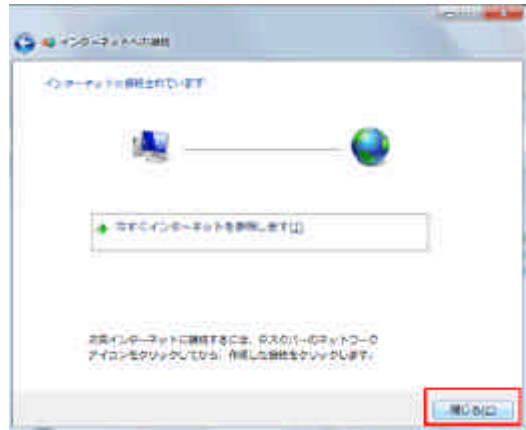 インターネットへの接続
インターネットに接続されています
今すぐインターネットを参照します(I)
次回インターネットに接続するには、タスクバーのネットワーク
アイコンをクリックしてから、作成した接続をクリックします。
閉じる(C)